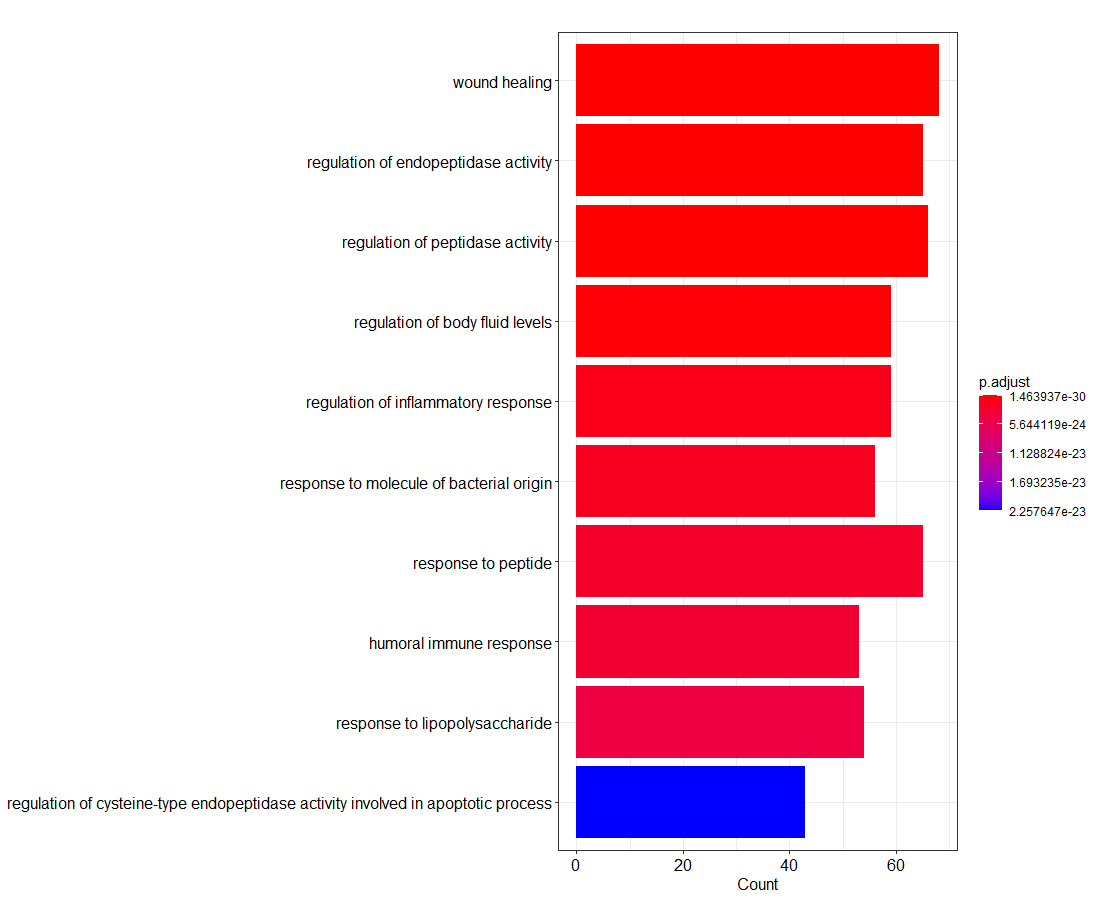 wound healing
regulation of endopeptidase activity
regulation of peptidase activity
regulation of body fluid levels
regulation of inflammatory response
response to molecule of bacterial origin
response to peptide
humoral immune response
response to lipopolysaccharide
regulation of cysteine-type endopeptidase activity involved in apoptotic process
0 20 40 60
Count
p.adjust
1.463937e-30
5.644119e-24
1.128824e-23
1.693235e-23
2.257647e-23